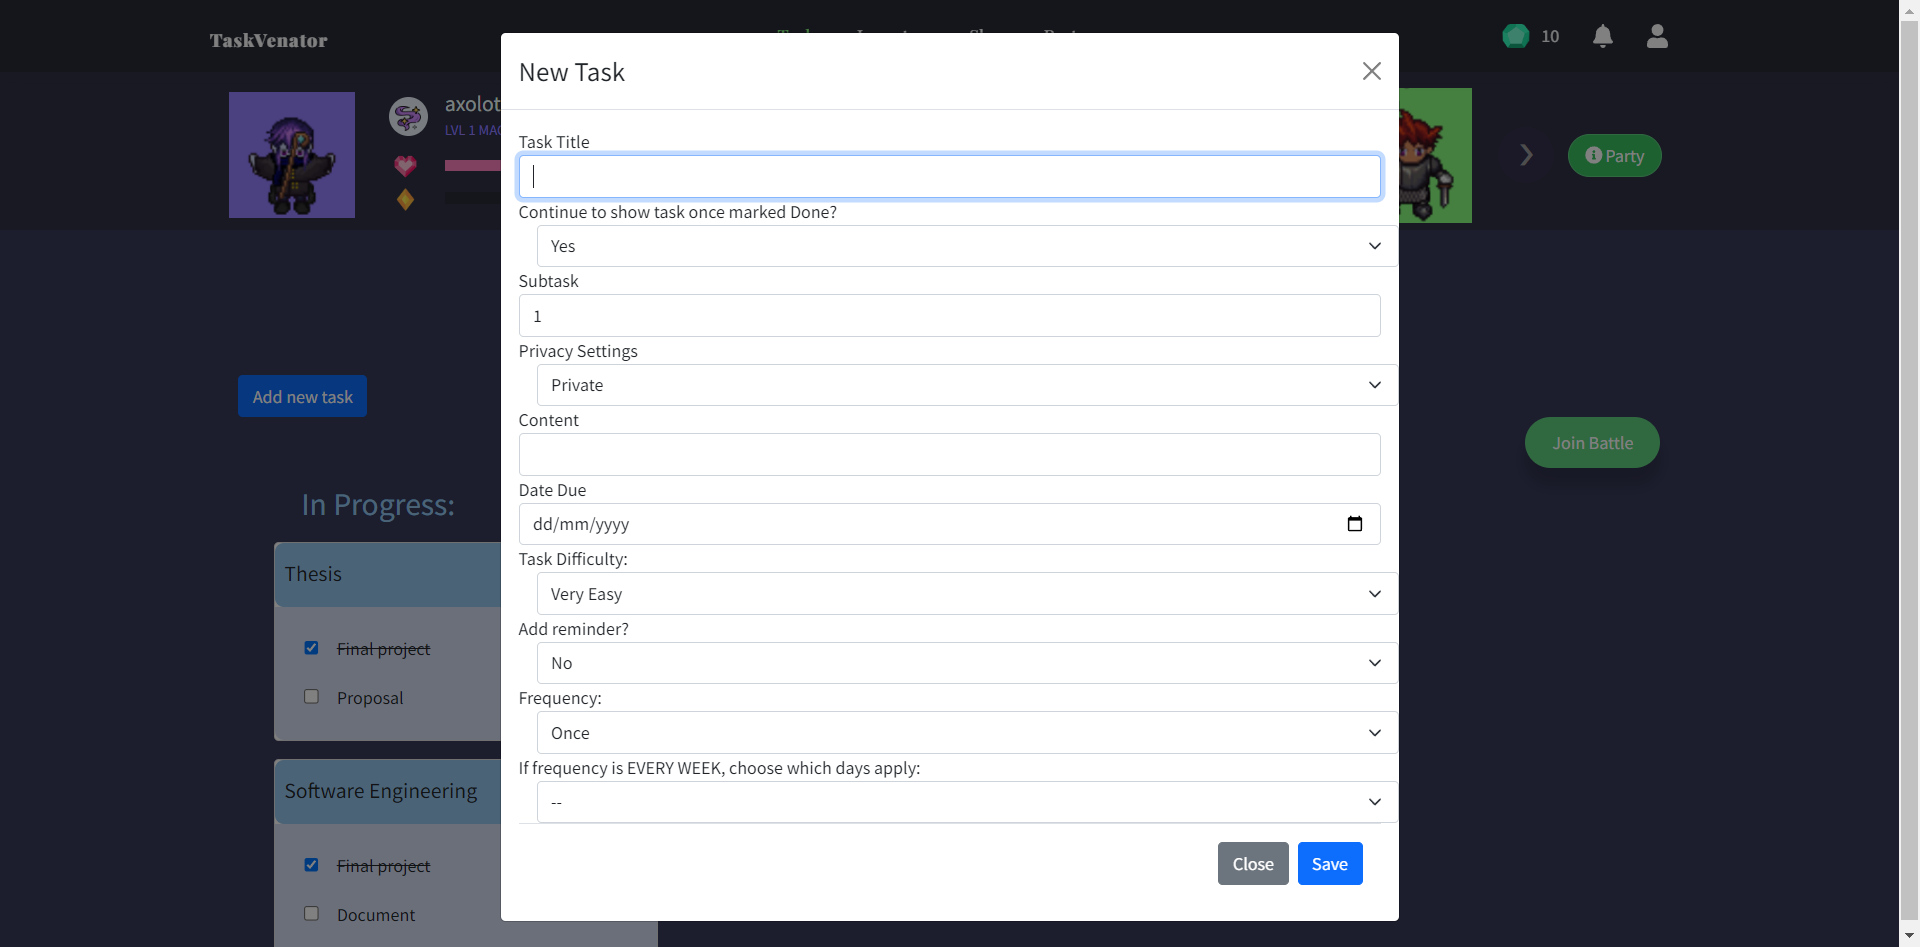 TaskVenator
10
New Task
axolot
LVL 1 MAG
Party
Task Title
Continue to show task once marked Done?
Yes
Subtask
1
Privacy Settings
Private
Content
Add new task
Join Battle
Date Due
dd/mm/yyyy
In Progress:
Task Difficulty:
Very Easy
Thesis
Add reminder?
No
Final project
Proposal
Frequency:
Once
If frequency is EVERY WEEK, choose which days apply:
--
Software Engineering
Final project
Document
Close
Save